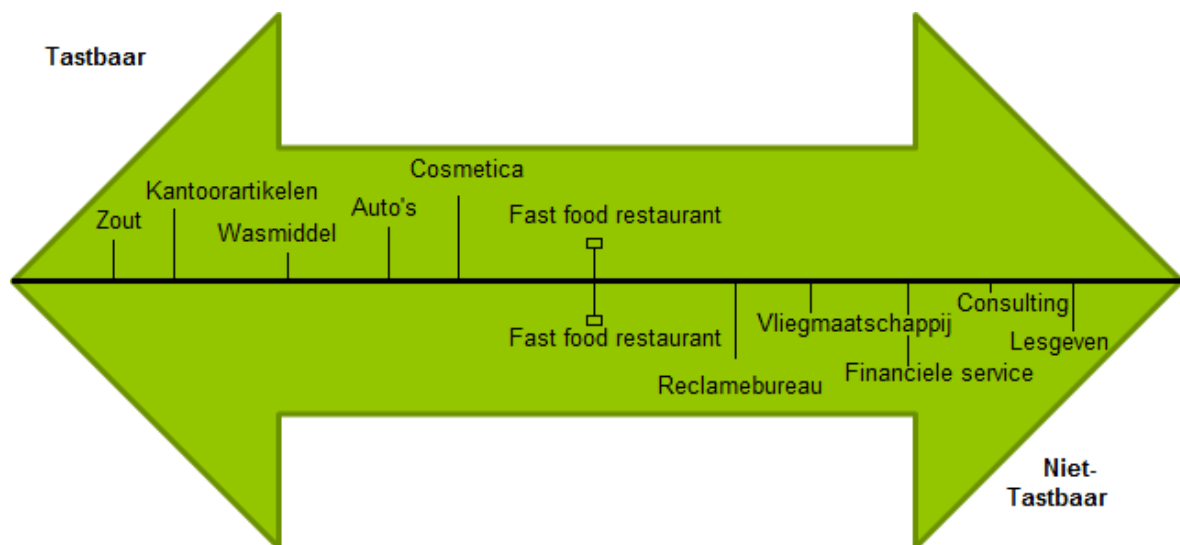 Tastbaar
Cosmetica
Kantoorartikelen
Auto's
Fast food restaurant
Zout
Wasmiddel
Consulting
Vliegmaatschappij
Fast food restaurant
Lesgeven
Financiele service
Reclamebureau
Niet-
Tastbaar